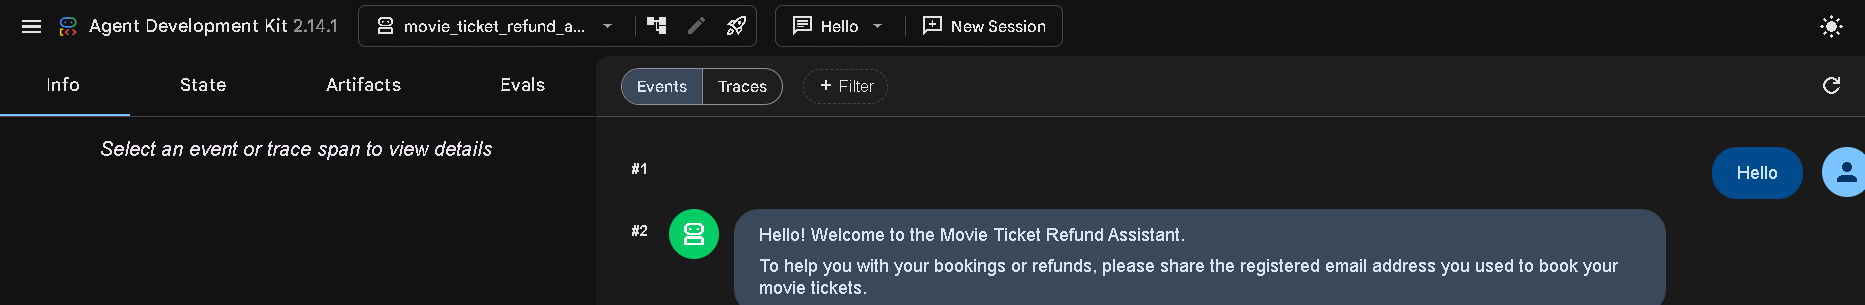 Agent Development Kit 2.14.1 movie_ticket_refund_a... Hello New Session
Info State Artifacts Evals Events Traces + Filter
Select an event or trace span to view details
#1 Hello
#2 Hello! Welcome to the Movie Ticket Refund Assistant.
To help you with your bookings or refunds, please share the registered email address you used to book your
movie tickets.